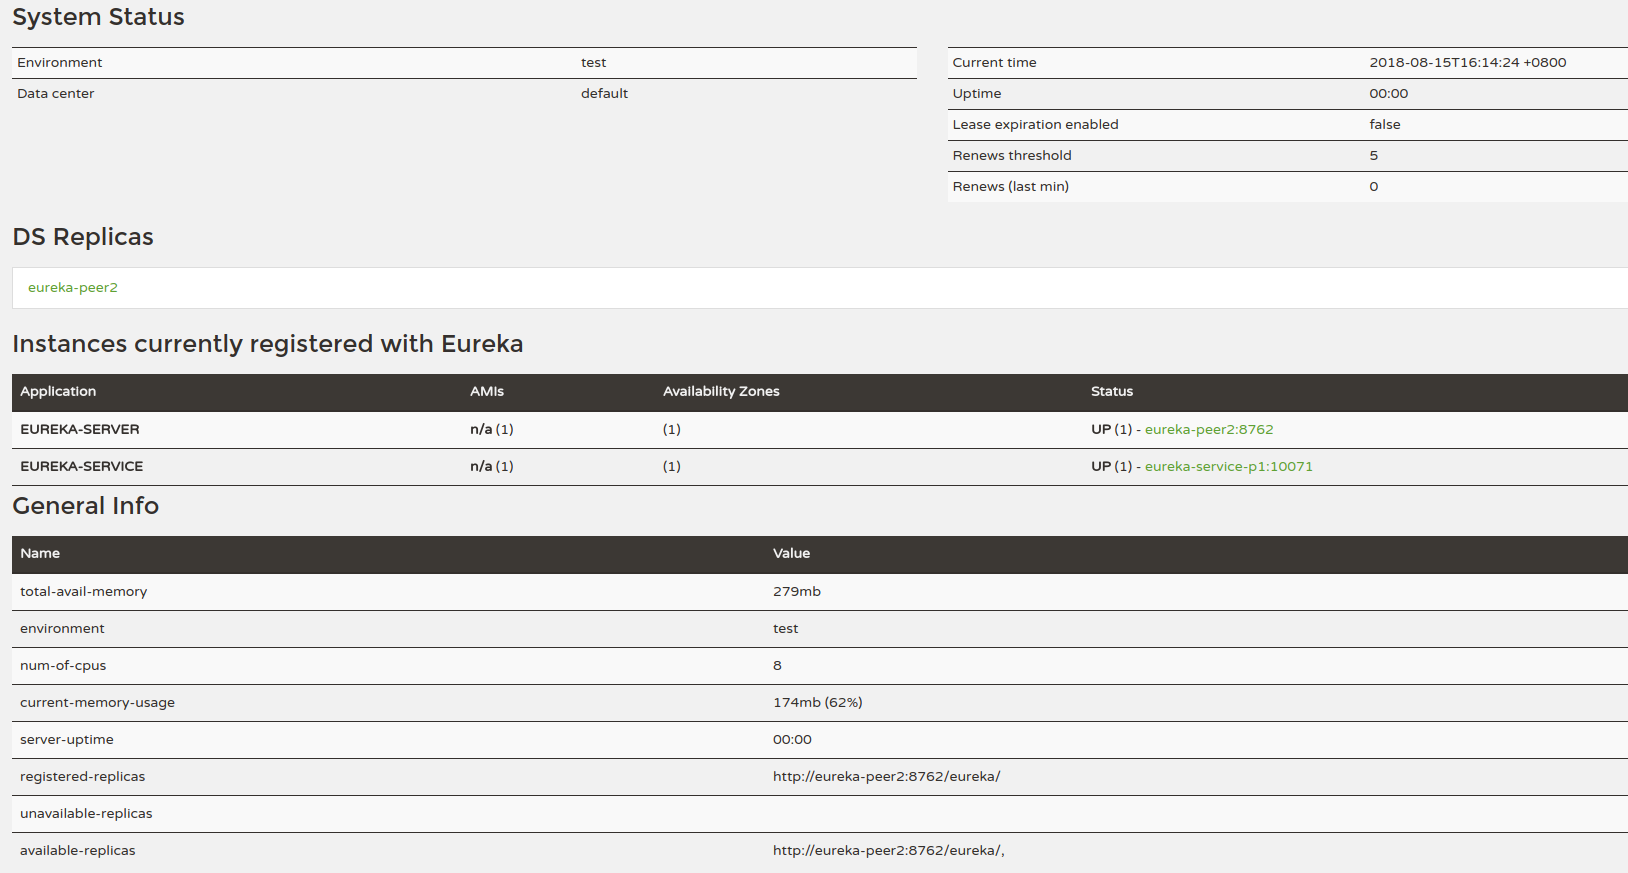 System Status
Environment test
Data center default
Current time 2018-08-15T16:14:24 +0800
Uptime 00:00
Lease expiration enabled false
Renews threshold 5
Renews (last min) 0
DS Replicas
eureka-peer2
Instances currently registered with Eureka
Application AMIs Availability Zones Status
EUREKA-SERVER n/a (1) (1) UP (1) - eureka-peer2:8762
EUREKA-SERVICE n/a (1) (1) UP (1) - eureka-service-p1:10071
General Info
Name Value
total-avail-memory 279mb
environment test
num-of-cpus 8
current-memory-usage 174mb (62%)
server-uptime 00:00
registered-replicas http://eureka-peer2:8762/eureka/
unavailable-replicas
available-replicas http://eureka-peer2:8762/eureka/,